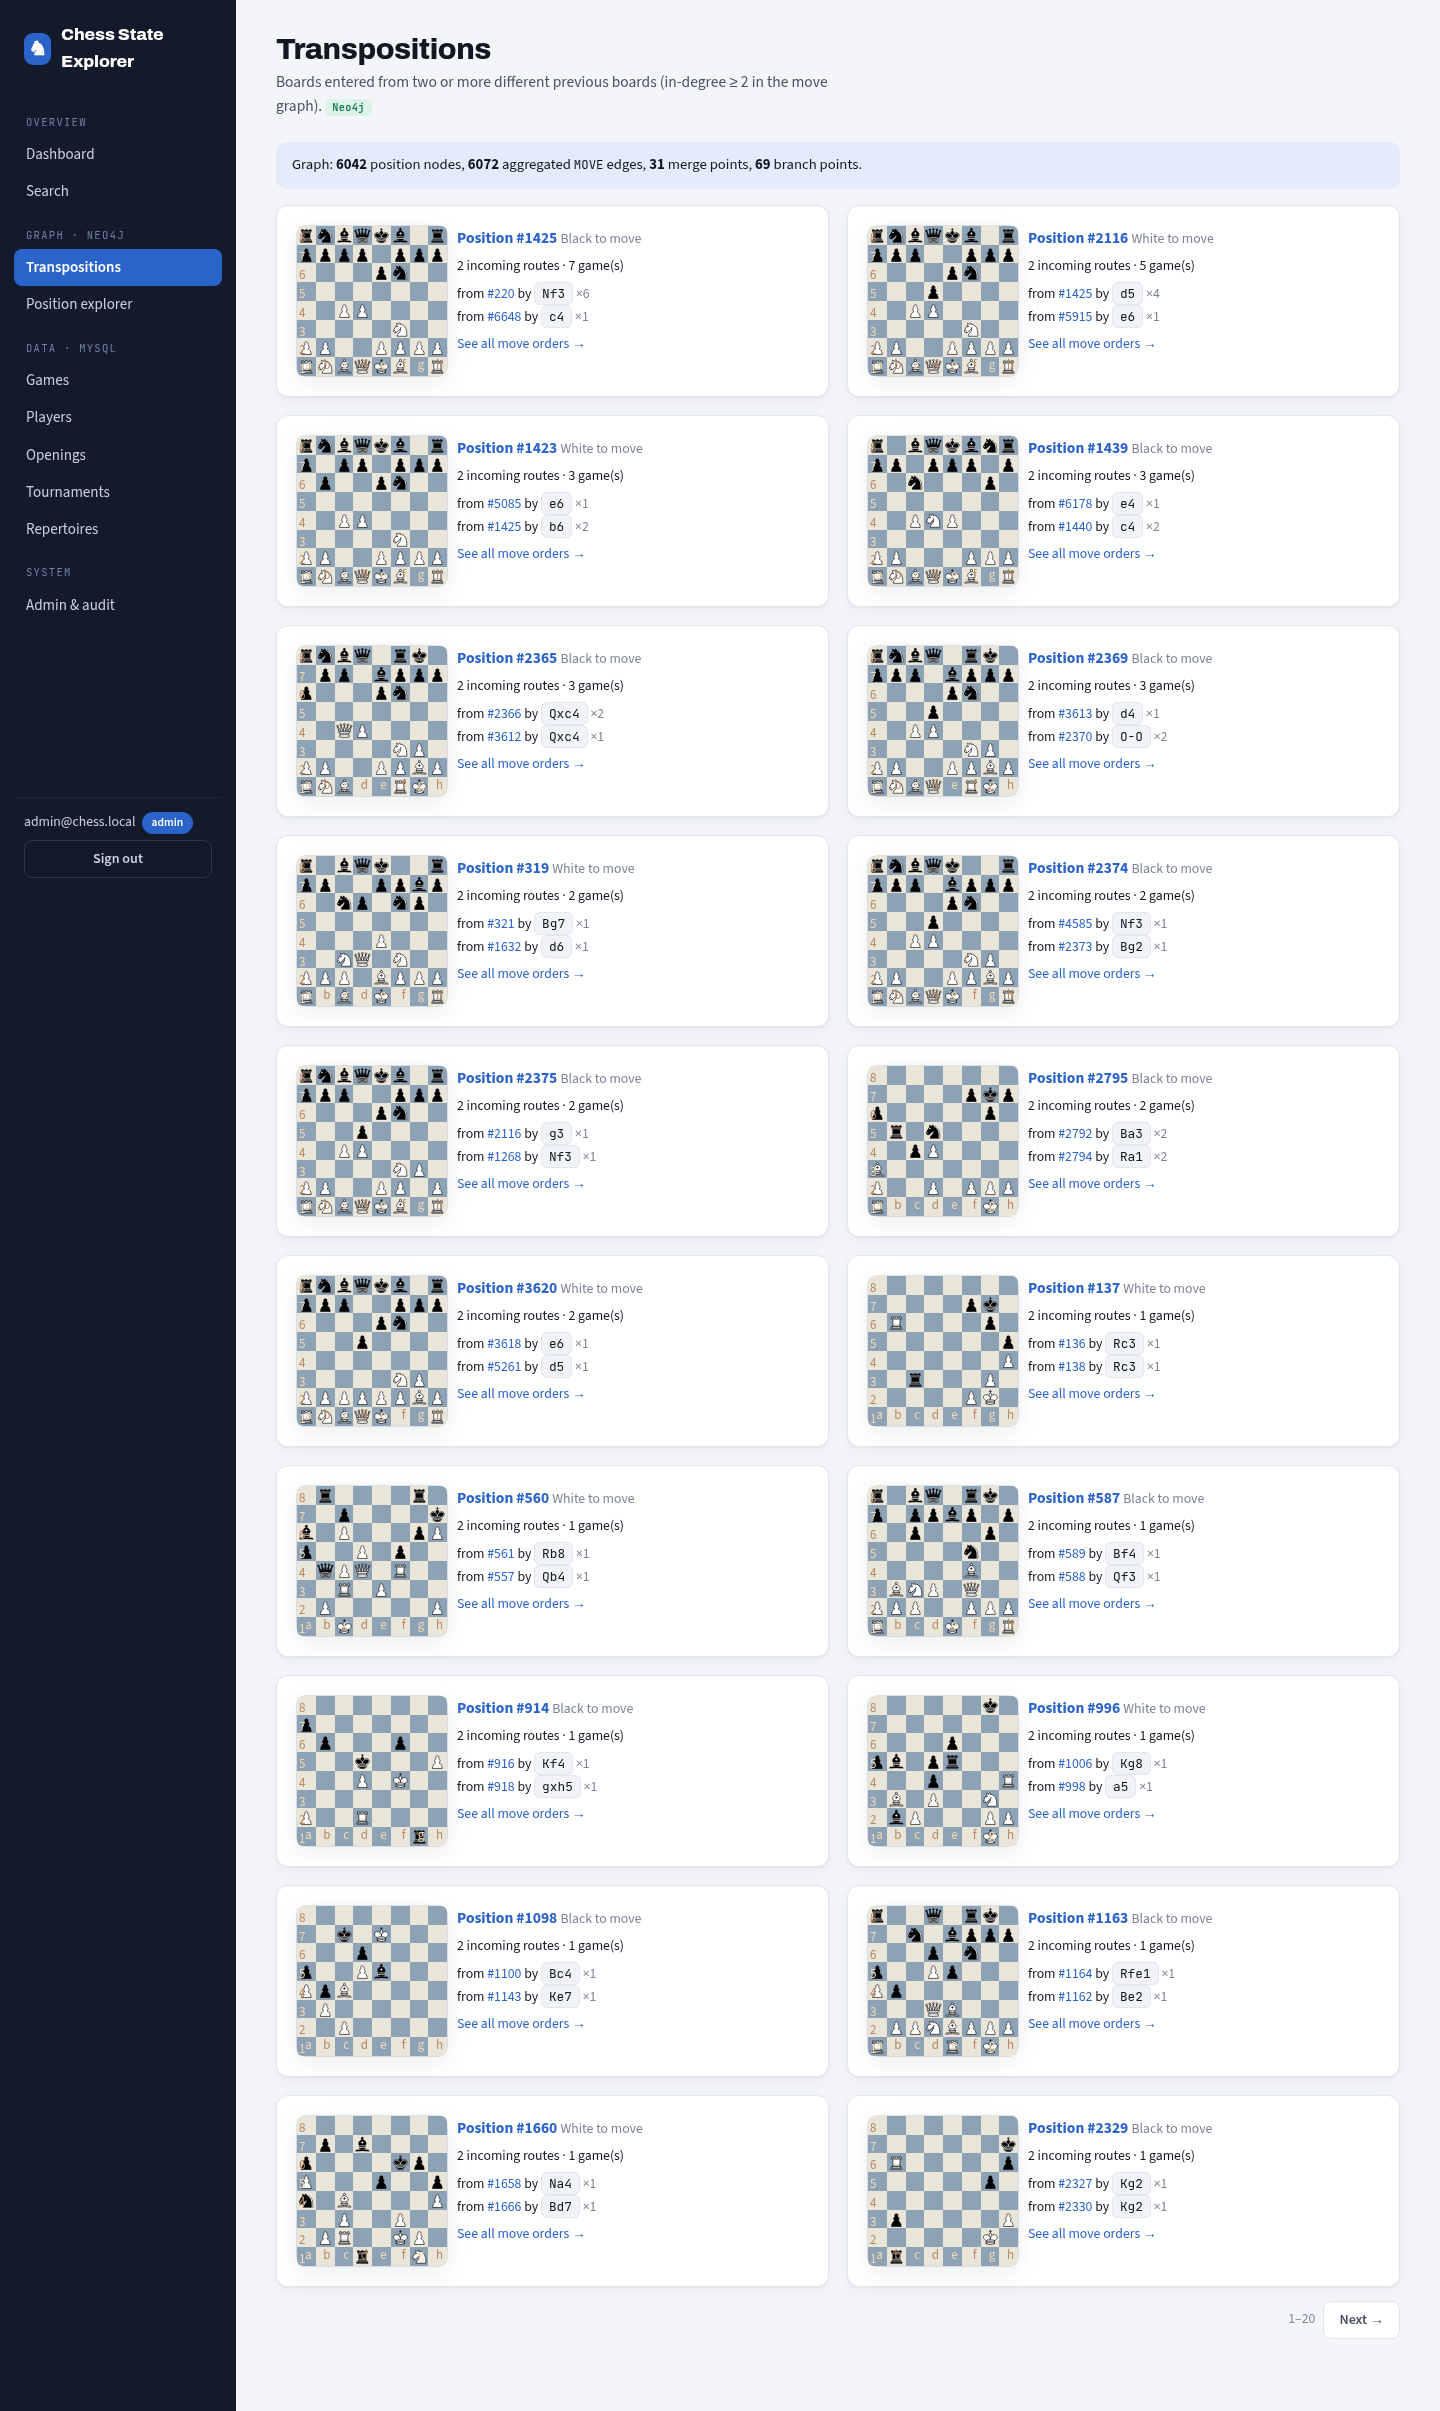 Chess State
Explorer
OVERVIEW
Dashboard
Search
GRAPH · NEO4J
Transpositions
Position explorer
DATA · MYSQL
Games
Players
Openings
Tournaments
Repertoires
SYSTEM
Admin & audit
admin@chess.local admin
Sign out
Transpositions
Boards entered from two or more different previous boards (in-degree ≥ 2 in the move
graph). Neo4j
Graph: 6042 position nodes, 6072 aggregated MOVE edges, 31 merge points, 69 branch points.
Position #1425 Black to move
2 incoming routes · 7 game(s)
from #220 by Nf3 ×6
from #6648 by c4 ×1
See all move orders →
Position #2116 White to move
2 incoming routes · 5 game(s)
from #1425 by d5 ×4
from #5915 by e6 ×1
See all move orders →
Position #1423 White to move
2 incoming routes · 3 game(s)
from #5085 by e6 ×1
from #1425 by b6 ×2
See all move orders →
Position #1439 Black to move
2 incoming routes · 3 game(s)
from #6178 by e4 ×1
from #1440 by c4 ×2
See all move orders →
Position #2365 Black to move
2 incoming routes · 3 game(s)
from #2366 by Qxc4 ×2
from #3612 by Qxc4 ×1
See all move orders →
Position #2369 Black to move
2 incoming routes · 3 game(s)
from #3613 by d4 ×1
from #2370 by O-O ×2
See all move orders →
Position #319 White to move
2 incoming routes · 2 game(s)
from #321 by Bg7 ×1
from #1632 by d6 ×1
See all move orders →
Position #2374 Black to move
2 incoming routes · 2 game(s)
from #4585 by Nf3 ×1
from #2373 by Bg2 ×1
See all move orders →
Position #2375 Black to move
2 incoming routes · 2 game(s)
from #2116 by g3 ×1
from #1268 by Nf3 ×1
See all move orders →
Position #2795 Black to move
2 incoming routes · 2 game(s)
from #2792 by Ba3 ×2
from #2794 by Ra1 ×2
See all move orders →
Position #3620 White to move
2 incoming routes · 2 game(s)
from #3618 by e6 ×1
from #5261 by d5 ×1
See all move orders →
Position #137 White to move
2 incoming routes · 1 game(s)
from #136 by Rc3 ×1
from #138 by Rc3 ×1
See all move orders →
Position #560 White to move
2 incoming routes · 1 game(s)
from #561 by Rb8 ×1
from #557 by Qb4 ×1
See all move orders →
Position #587 Black to move
2 incoming routes · 1 game(s)
from #589 by Bf4 ×1
from #588 by Qf3 ×1
See all move orders →
Position #914 Black to move
2 incoming routes · 1 game(s)
from #916 by Kf4 ×1
from #918 by gxh5 ×1
See all move orders →
Position #996 White to move
2 incoming routes · 1 game(s)
from #1006 by Kg8 ×1
from #998 by a5 ×1
See all move orders →
Position #1098 Black to move
2 incoming routes · 1 game(s)
from #1100 by Bc4 ×1
from #1143 by Ke7 ×1
See all move orders →
Position #1163 Black to move
2 incoming routes · 1 game(s)
from #1164 by Rfe1 ×1
from #1162 by Be2 ×1
See all move orders →
Position #1660 White to move
2 incoming routes · 1 game(s)
from #1658 by Na4 ×1
from #1666 by Bd7 ×1
See all move orders →
Position #2329 Black to move
2 incoming routes · 1 game(s)
from #2327 by Kg2 ×1
from #2330 by Kg2 ×1
See all move orders →
1–20 Next →